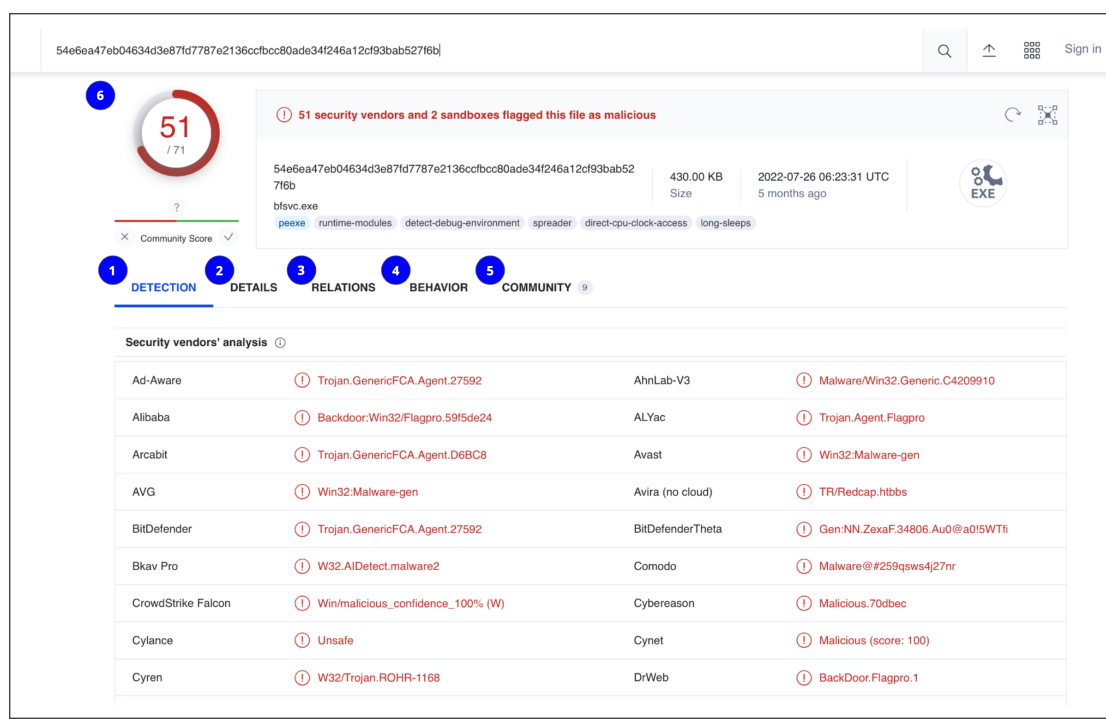 54e6ea47eb04634d3e87fd7787e2136ccfbcc80ade34f246a12cf93bab527f6b
Sign in
6
51
/ 71
?
Community Score
51 security vendors and 2 sandboxes flagged this file as malicious
54e6ea47eb04634d3e87fd7787e2136ccfbcc80ade34f246a12cf93bab52
7f6b
bfsvc.exe
430.00 KB
Size
2022-07-26 06:23:31 UTC
5 months ago
EXE
peexe runtime-modules detect-debug-environment spreader direct-cpu-clock-access long-sleeps
1 2 3 4 5
DETECTION DETAILS RELATIONS BEHAVIOR COMMUNITY 9
Security vendors' analysis
Ad-Aware Trojan.GenericFCA.Agent.27592 AhnLab-V3 Malware/Win32.Generic.C4209910
Alibaba Backdoor:Win32/Flagpro.59f5de24 ALYac Trojan.Agent.Flagpro
Arcabit Trojan.GenericFCA.Agent.D6BC8 Avast Win32:Malware-gen
AVG Win32:Malware-gen Avira (no cloud) TR/Redcap.htbbs
BitDefender Trojan.GenericFCA.Agent.27592 BitDefenderTheta Gen:NN.ZexaF.34806.Au0@a0!5WTfi
Bkav Pro W32.AIDetect.malware2 Comodo Malware@#259qsws4j27nr
CrowdStrike Falcon Win/malicious_confidence_100% (W) Cybereason Malicious.70dbec
Cylance Unsafe Cynet Malicious (score: 100)
Cyren W32/Trojan.ROHR-1168 DrWeb BackDoor.Flagpro.1